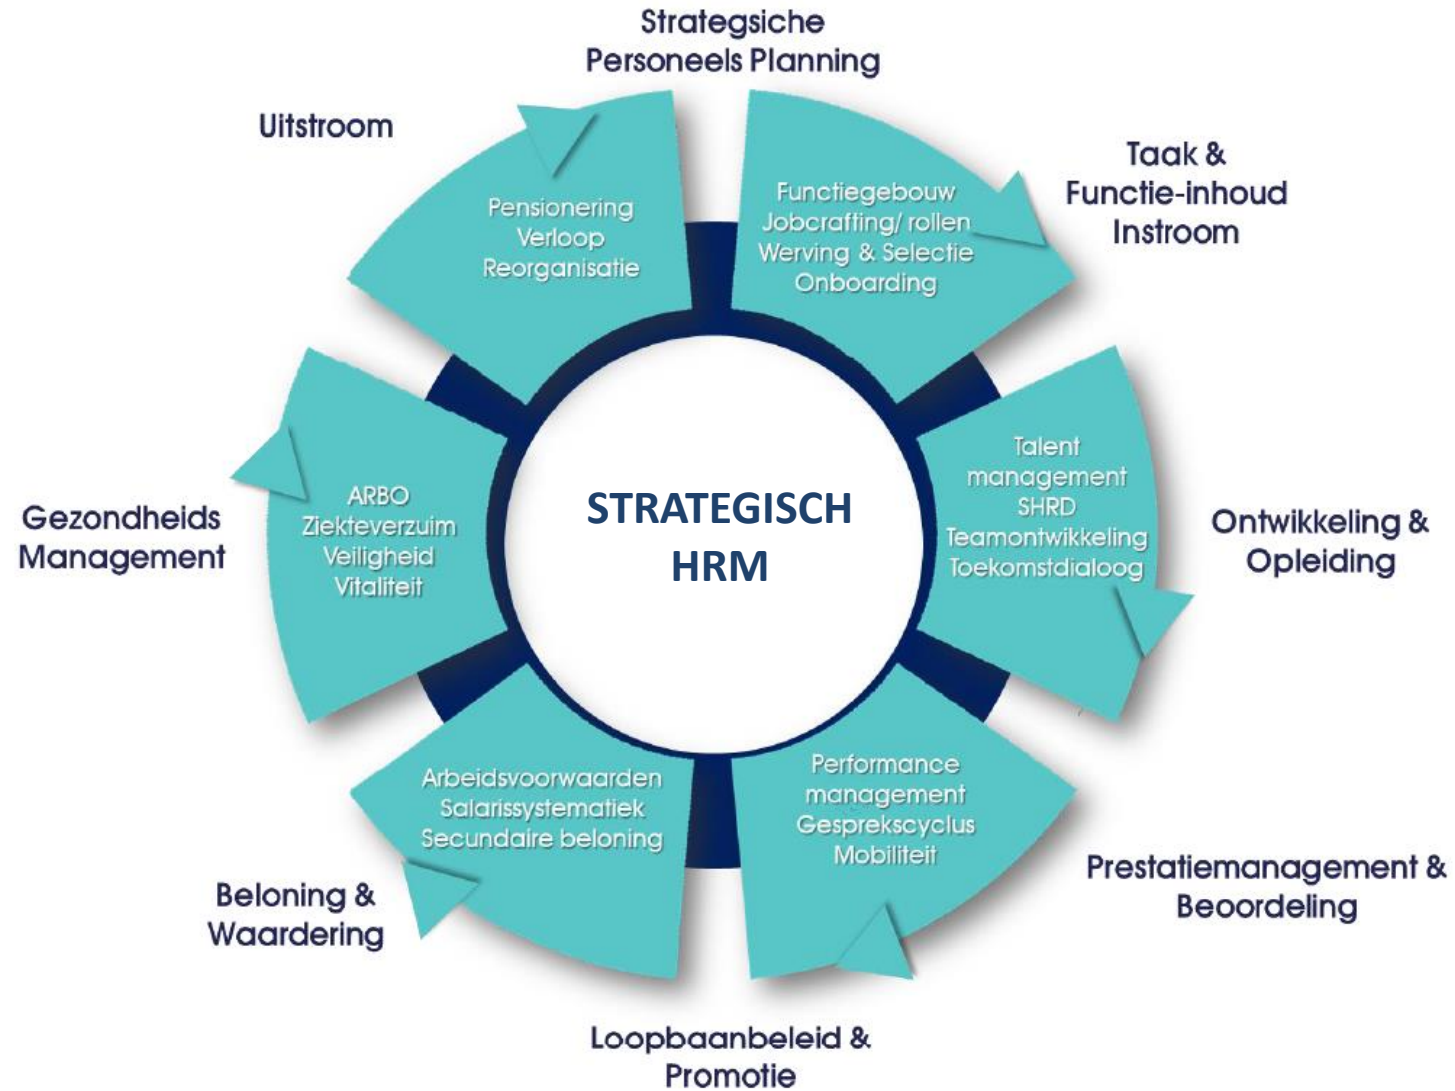 Strategsiche
Personeels Planning
Uitstroom
Taak &
Functie-inhoud
Instroom
Pensionering
Verloop
Reorganisatie
Functiegebouw
Jobcrafting/ rollen
Werving & Selectie
Onboarding
Gezondheids
Management
ARBO
Ziekteverzuim
Veiligheid
Vitaliteit
STRATEGISCH
HRM
Talent
management
SHRD
Teamontwikkeling
Toekomstdialoog
Ontwikkeling &
Opleiding
Arbeidsvoorwaarden
Salarissystematiek
Secundaire beloning
Performance
management
Gesprekscyclus
Mobiliteit
Beloning &
Waardering
Prestatiemanagement &
Beoordeling
Loopbaanbeleid &
Promotie